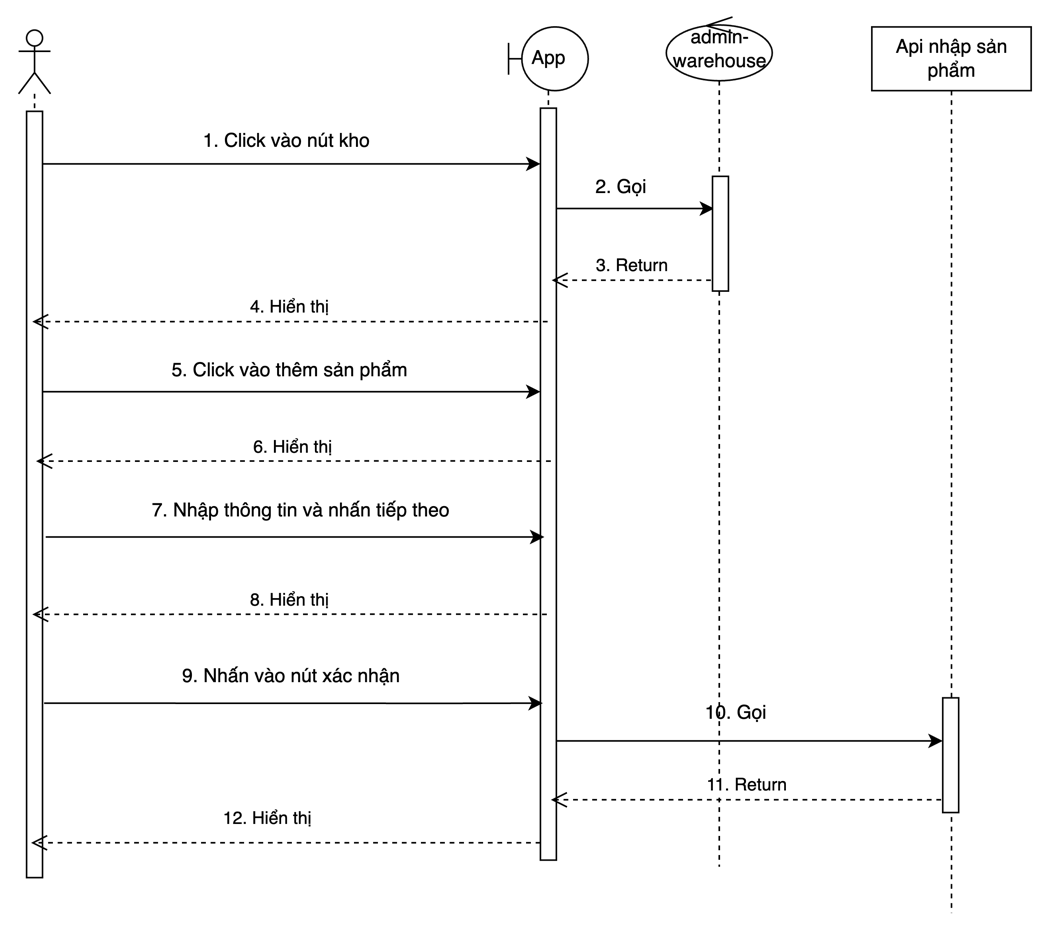 App
admin-
warehouse
Api nhập sản
phẩm
1. Click vào nút kho
2. Gọi
3. Return
4. Hiển thị
5. Click vào thêm sản phẩm
6. Hiển thị
7. Nhập thông tin và nhấn tiếp theo
8. Hiển thị
9. Nhấn vào nút xác nhận
10. Gọi
11. Return
12. Hiển thị